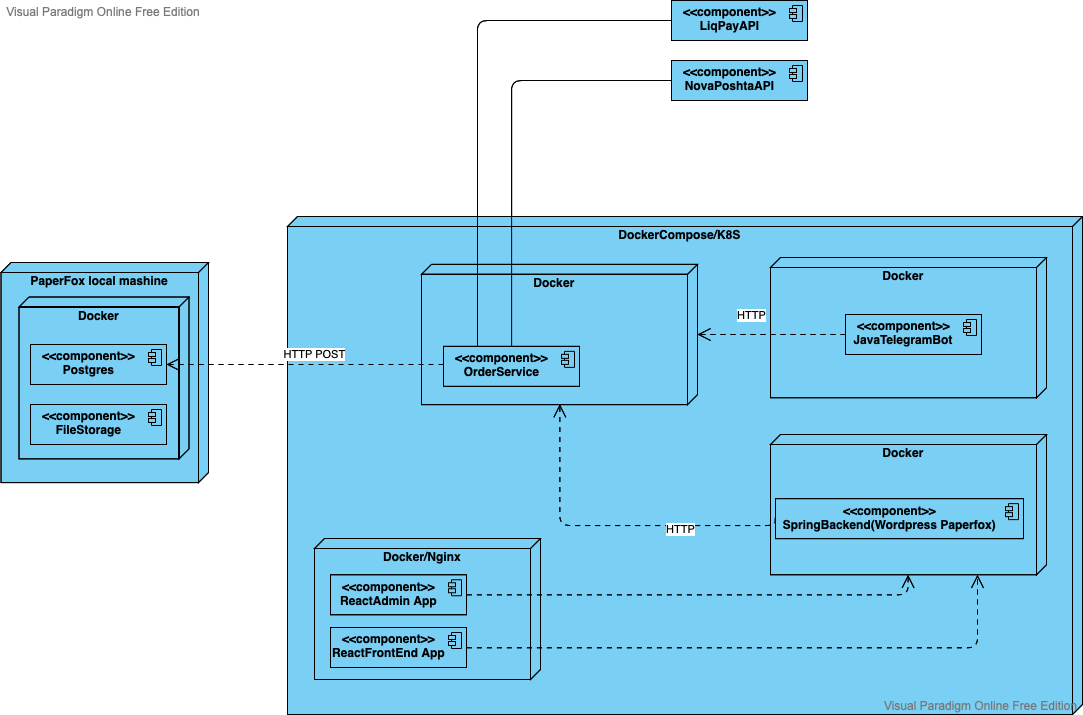 Visual Paradigm Online Free Edition
<<component>>
LiqPayAPI
<<component>>
NovaPoshtaAPI
DockerCompose/K8S
PaperFox local mashine
Docker
<<component>>
Postgres
<<component>>
FileStorage
HTTP POST
Docker
<<component>>
OrderService
HTTP
Docker
<<component>>
JavaTelegramBot
Docker
<<component>>
SpringBackend(Wordpress Paperfox)
HTTP
Docker/Nginx
<<component>>
ReactAdmin App
<<component>>
ReactFrontEnd App
Visual Paradigm Online Free Edition